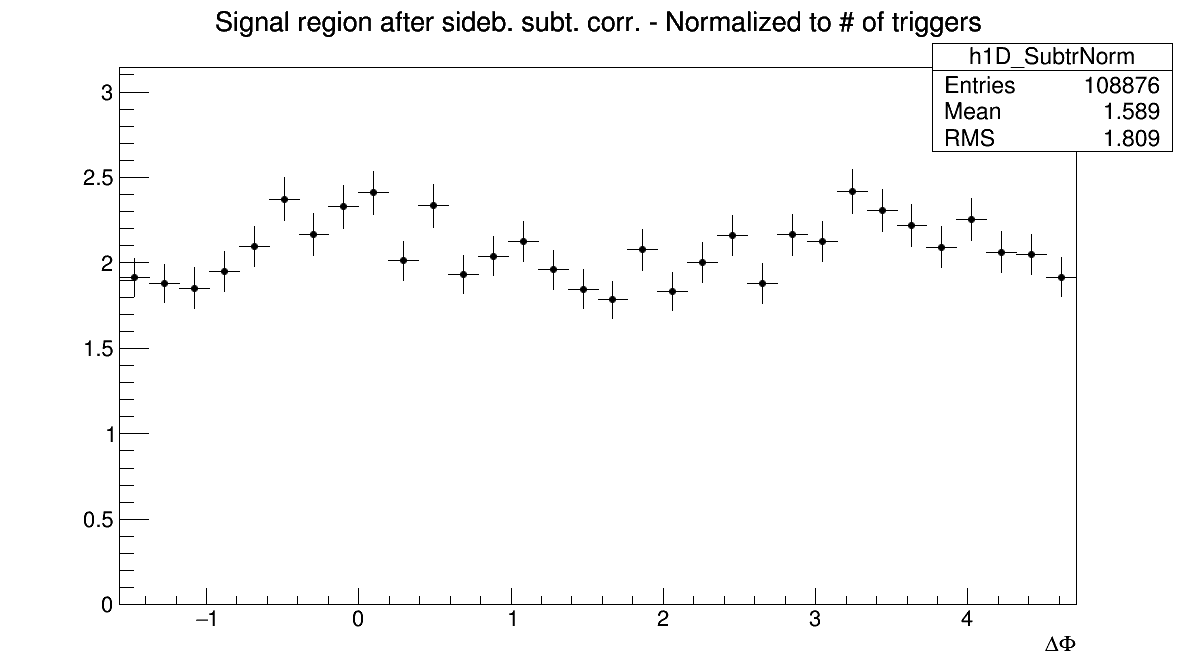 Signal region after sideb. subt. corr. - Normalized to # of triggers
h1D_SubtrNorm
Entries 108876
Mean 1.589
RMS 1.809
3
2.5
2
1.5
1
0.5
0
−1 0 1 2 3 4
ΔΦ